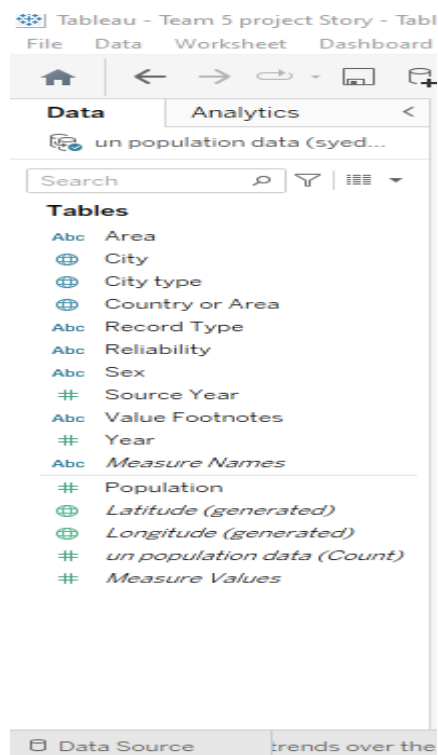 Tableau - Team 5 project Story - Tabl
File Data Worksheet Dashboard
Data Analytics <
un population data (syed...
Search
Tables
Abc Area
City
City type
Country or Area
Abc Record Type
Abc Reliability
Abc Sex
# Source Year
Abc Value Footnotes
# Year
Abc Measure Names
# Population
Latitude (generated)
Longitude (generated)
# un population data (Count)
# Measure Values
Data Source trends over the